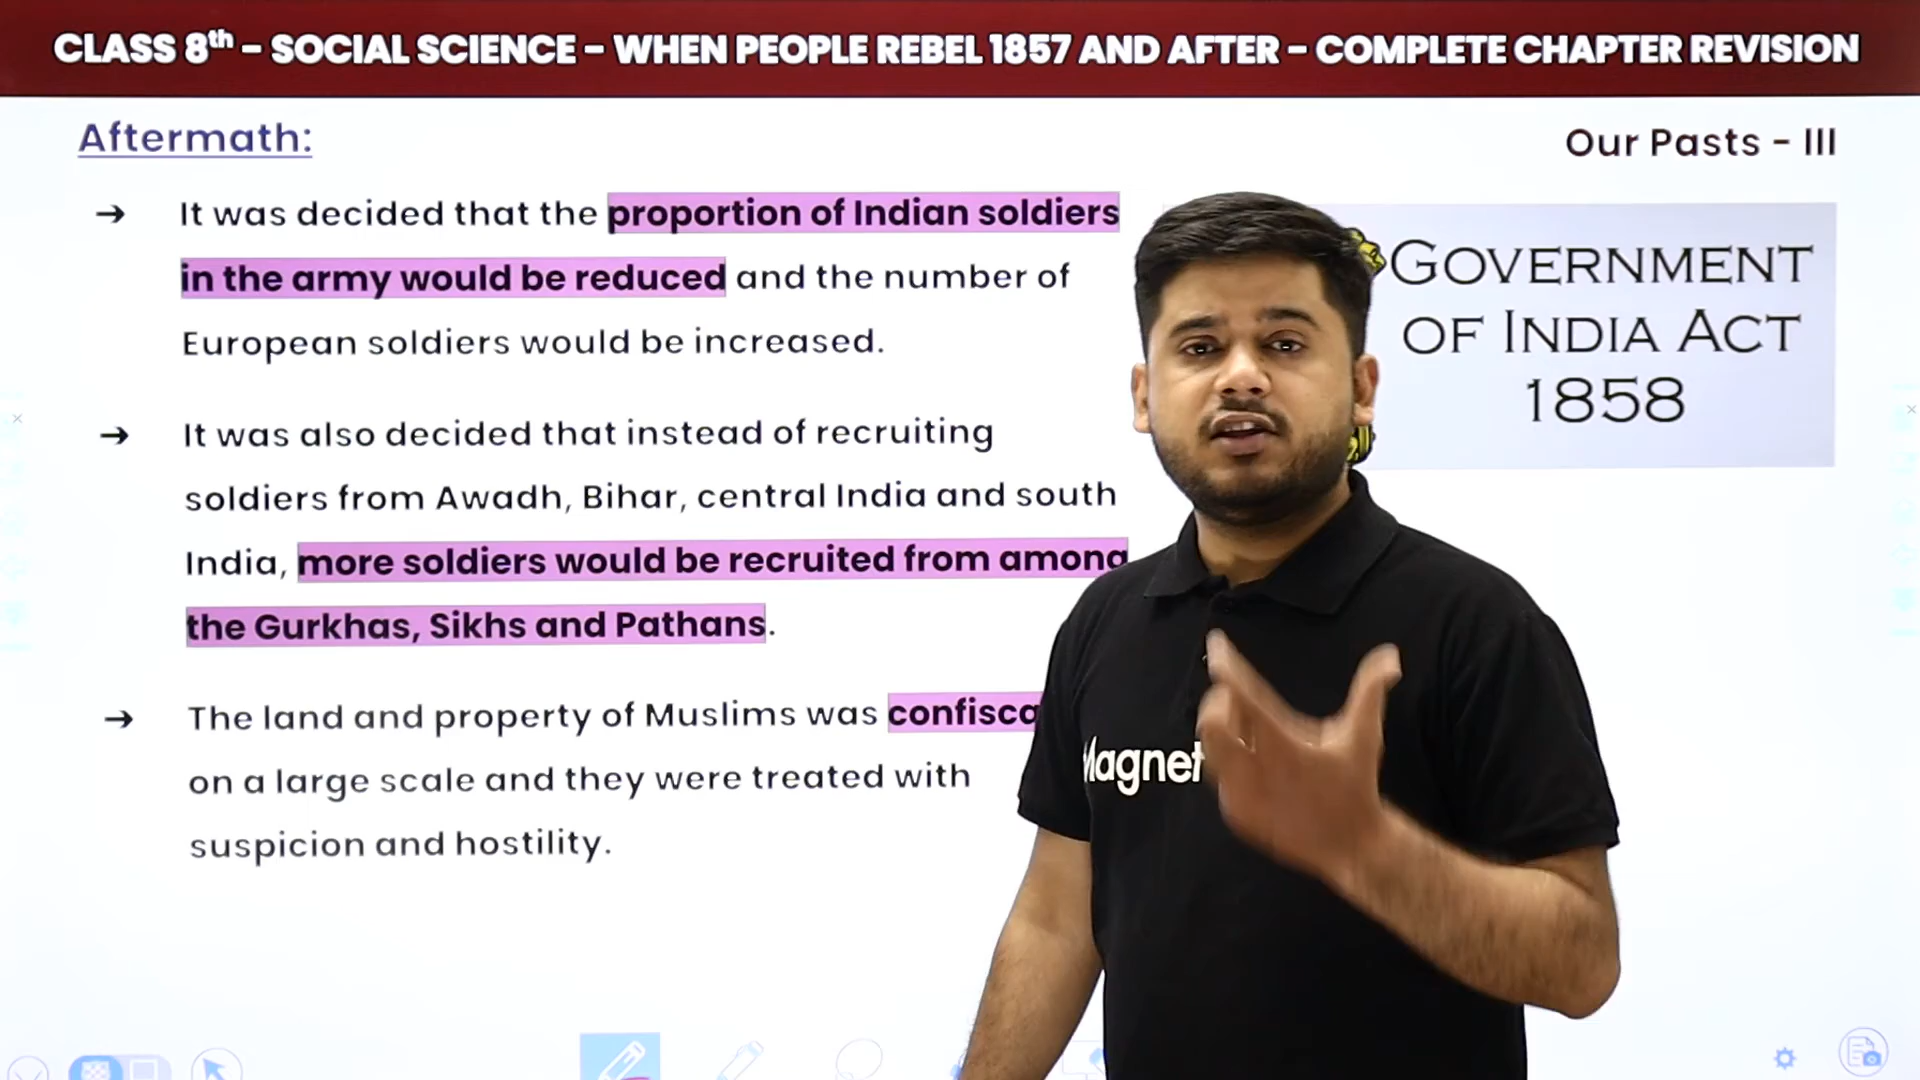 CLASS 8th – SOCIAL SCIENCE – WHEN PEOPLE REBEL 1857 AND AFTER – COMPLETE CHAPTER REVISION
Aftermath:
Our Pasts - III
→ It was decided that the proportion of Indian soldiers
in the army would be reduced and the number of
European soldiers would be increased.
→ It was also decided that instead of recruiting
soldiers from Awadh, Bihar, central India and south
India, more soldiers would be recruited from among
the Gurkhas, Sikhs and Pathans.
→ The land and property of Muslims was confisca
on a large scale and they were treated with
suspicion and hostility.
GOVERNMENT
OF INDIA ACT
1858
Magnet